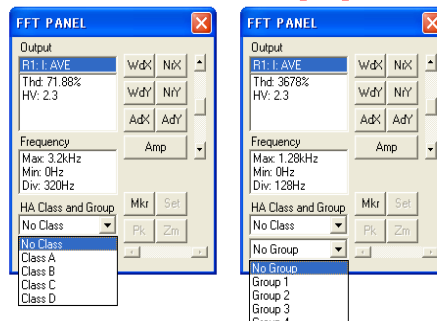 FFT PANEL
Output
R1: I: AVE
Thd: 71.88%
HV: 2.3
WdX NrX
WdY NrY
AdX AdY
Amp
Frequency
Max: 3.2kHz
Min: 0Hz
Div: 320Hz
HA Class and Group
No Class
Mkr Set
Pk Zm
No Class
Class A
Class B
Class C
Class D
FFT PANEL
Output
R1: I: AVE
Thd: 3678%
HV: 2.3
WdX NrX
WdY NrY
AdX AdY
Amp
Frequency
Max: 1.28kHz
Min: 0Hz
Div: 128Hz
HA Class and Group
No Class
No Group
Mkr Set
Pk Zm
No Group
Group 1
Group 2
Group 3